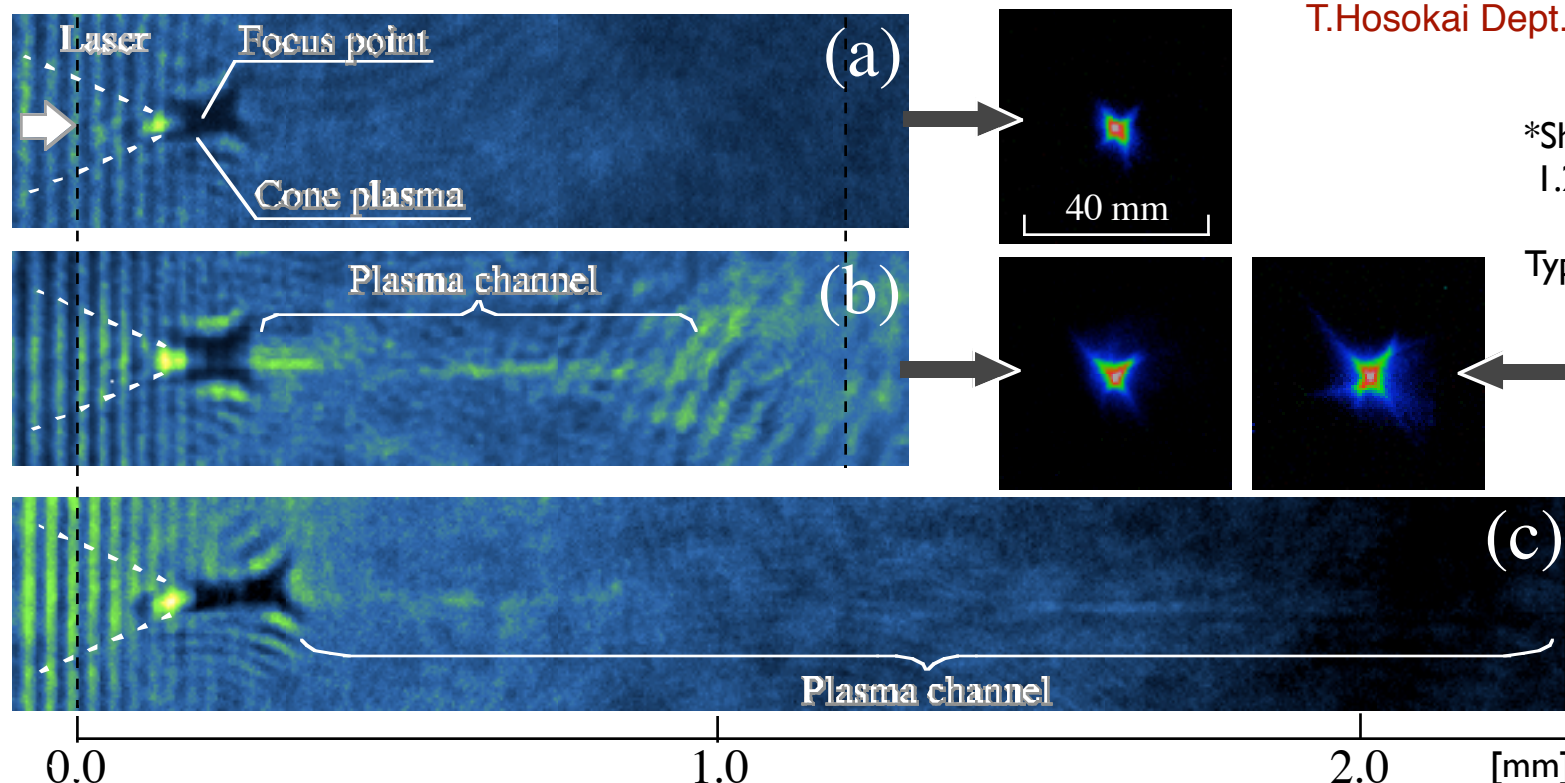 T.Hosokai Dept.
Laser
Focus point
(a)
Cone plasma
40 mm
*Sh
1.2
Typ
Plasma channel
(b)
(c)
Plasma channel
0.0 1.0 2.0 [mm]